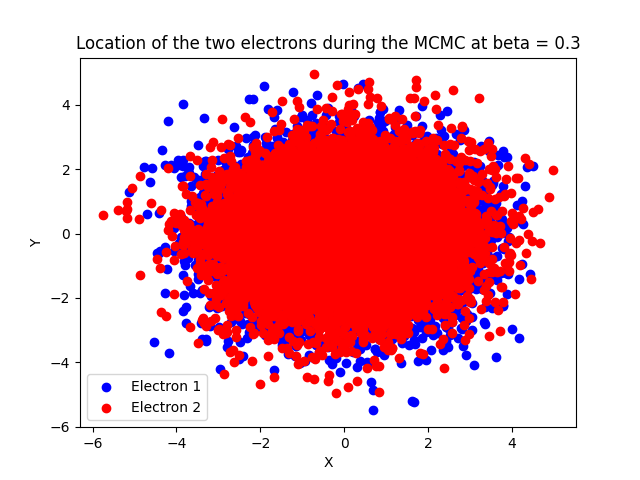 Location of the two electrons during the MCMC at beta = 0.3
4
2
0
−2
−4
−6
Y
Electron 1
Electron 2
−6 −4 −2 0 2 4
X